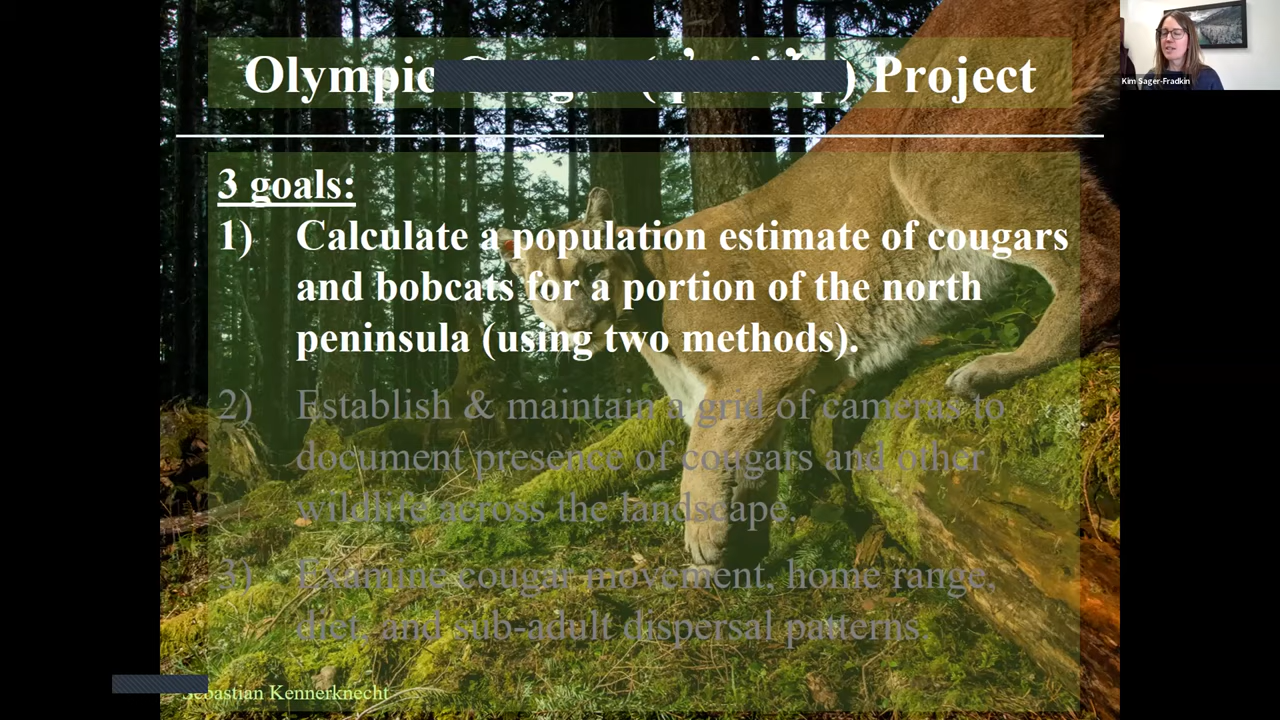 Olympic Project
Kim Sager-Fradkin
3 goals:
1) Calculate a population estimate of cougars
and bobcats for a portion of the north
peninsula (using two methods).
2) Establish & maintain a grid of cameras to
document presence of cougars and other
wildlife across the landscape.
3) Examine cougar movement, home range,
diet, and sub-adult dispersal patterns.
Sebastian Kennerknecht